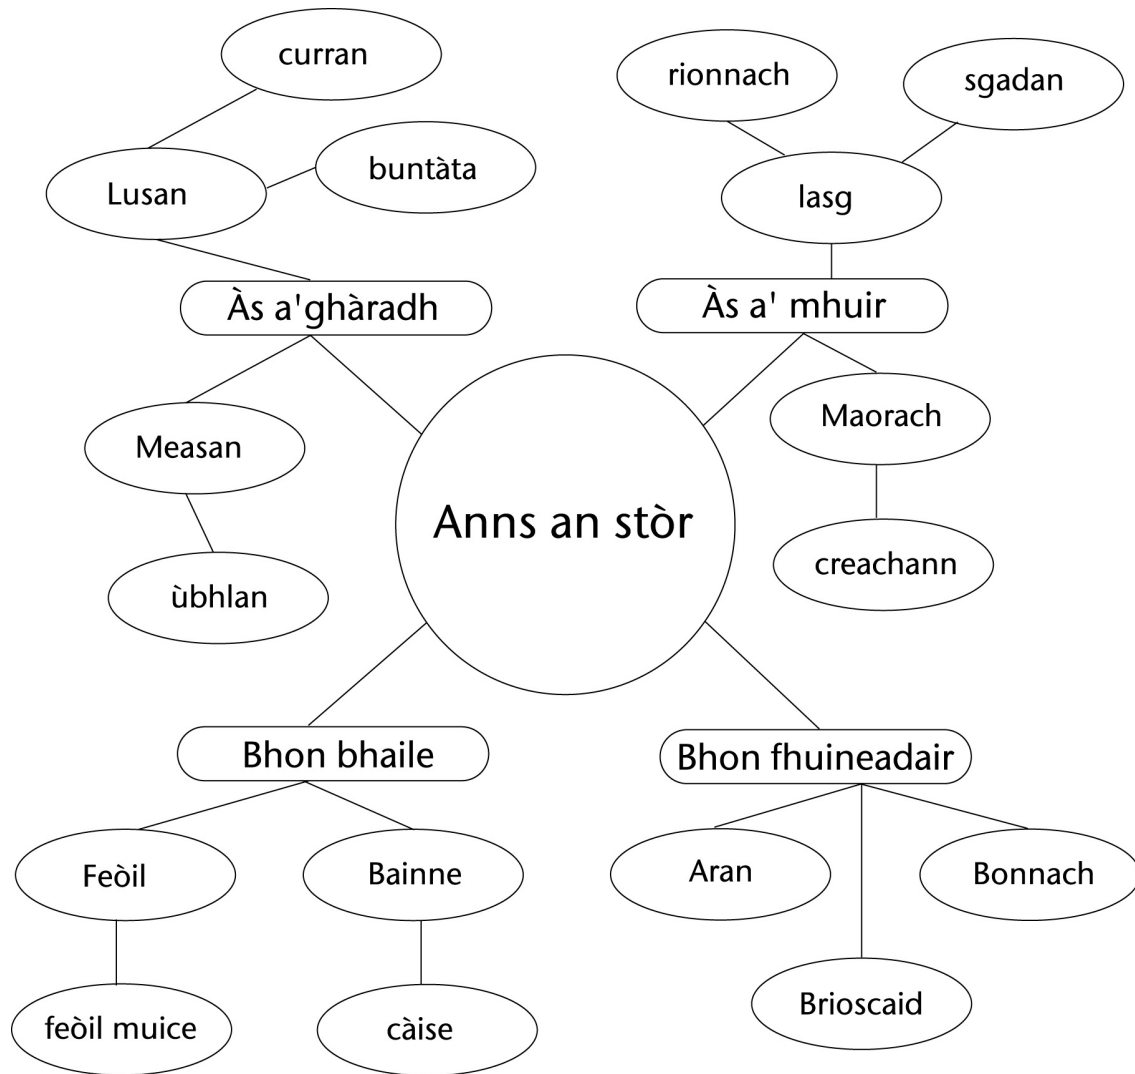 curran
rionnach
sgadan
buntàta
Lusan
Iasg
Às a'ghàradh
Às a' mhuir
Measan
Maorach
Anns an stòr
creachann
ùbhlan
Bhon bhaile
Bhon fhuineadair
Feòil
Bainne
Aran
Bonnach
Brioscaid
feòil muice
càise